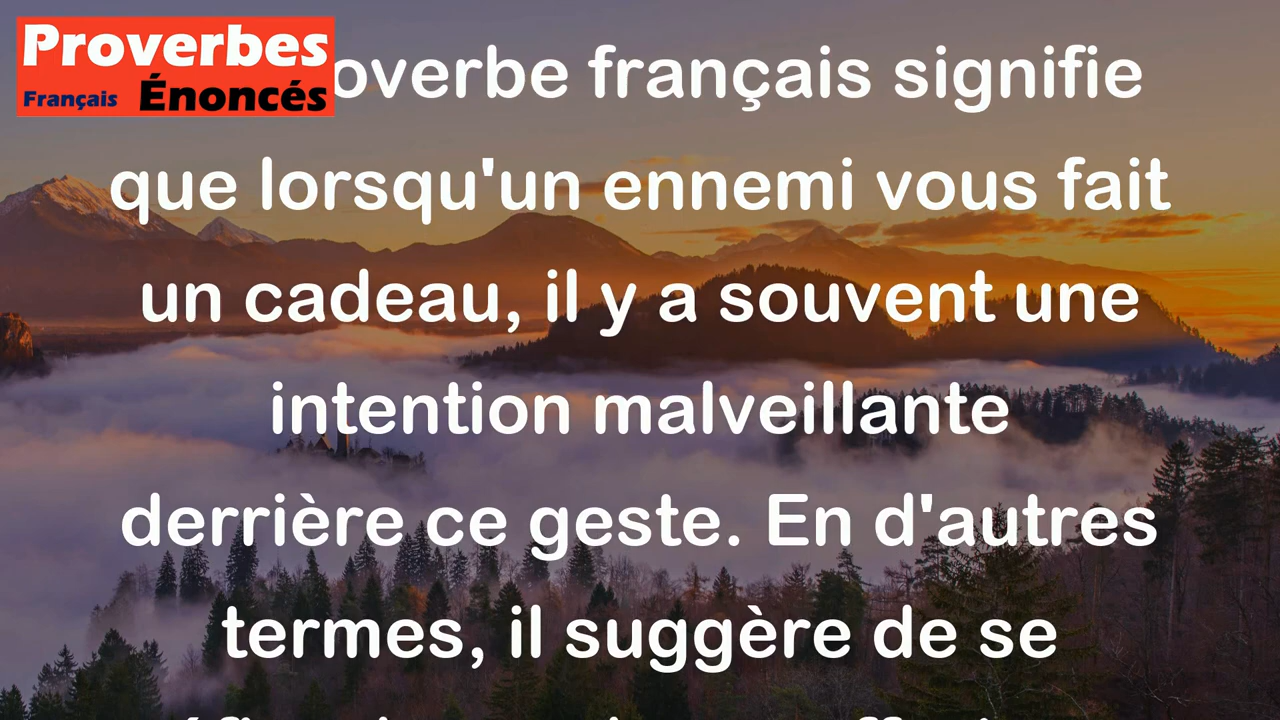 Proverbes
Français Énoncés
overbe français signifie
que lorsqu'un ennemi vous fait
un cadeau, il y a souvent une
intention malveillante
derrière ce geste. En d'autres
termes, il suggère de se